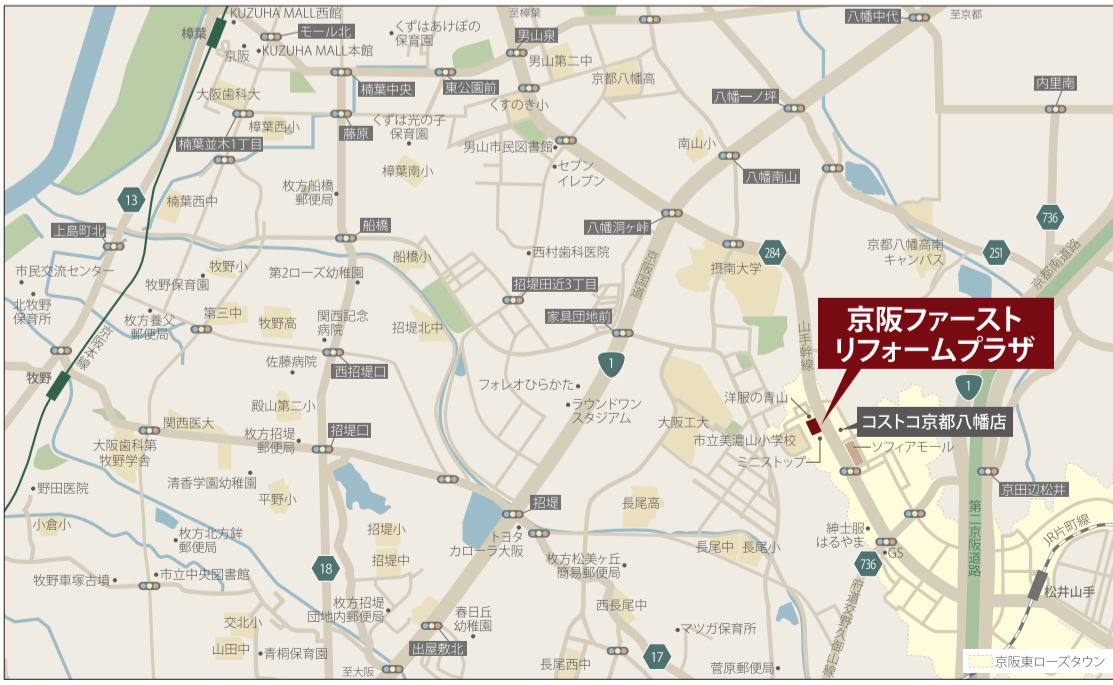 KUZUHA MALL西館
樟葉
モール北
京阪
KUZUHA MALL本館
くずはあけぼの
保育園
至樟葉
男山泉
男山第二中
京都八幡高
八幡中代
至京都
大阪歯科大
楠葉中央
東公園前
くすのき小
八幡一ノ坪
内里南
樟葉西小
楠葉並木1丁目
藤原
くずは光の子
保育園
男山市民図書館
セブン
イレブン
南山小
八幡南山
樟葉南小
13
楠葉西中
枚方船橋
郵便局
上島町北
船橋
八幡洞ヶ峠
736
船橋小
西村歯科医院
京阪国道
摂南大学
284
京都八幡高南
キャンパス
251
京都南道路
市民交流センター
牧野小
牧野保育園
第2ローズ幼稚園
招堤田近3丁目
北牧野
保育所
枚方養父
郵便局
第三中
牧野高
関西記念
病院
招堤北中
家具団地前
山手幹線
京阪ファースト
リフォームプラザ
京阪本線
牧野
佐藤病院
西招堤口
1
フォレオひらかた
ラウンドワン
スタジアム
1
洋服の青山
殿山第二小
関西医大
枚方招堤
郵便局
招堤口
大阪工大
市立美濃山小学校
ミニストップ
コストコ京都八幡店
ソフィアモール
大阪歯科第
牧野学舎
清香学園幼稚園
平野小
野田医院
京田辺松井
小倉小
枚方北方鉾
郵便局
招堤小
招堤
トヨタ
カローラ大阪
長尾高
紳士服
はるやま
GS
第二京阪道路
JR片町線
招堤中
枚方松美ヶ丘
簡易郵便局
長尾中
長尾小
736
牧野車塚古墳
市立中央図書館
18
松井山手
枚方招堤
団地内郵便局
春日丘
幼稚園
西長尾中
府道交野久御山線
交北小
山田中
青桐保育園
出屋敷北
マツガ保育所
至大阪
長尾西中
17
菅原郵便局
京阪東ローズタウン